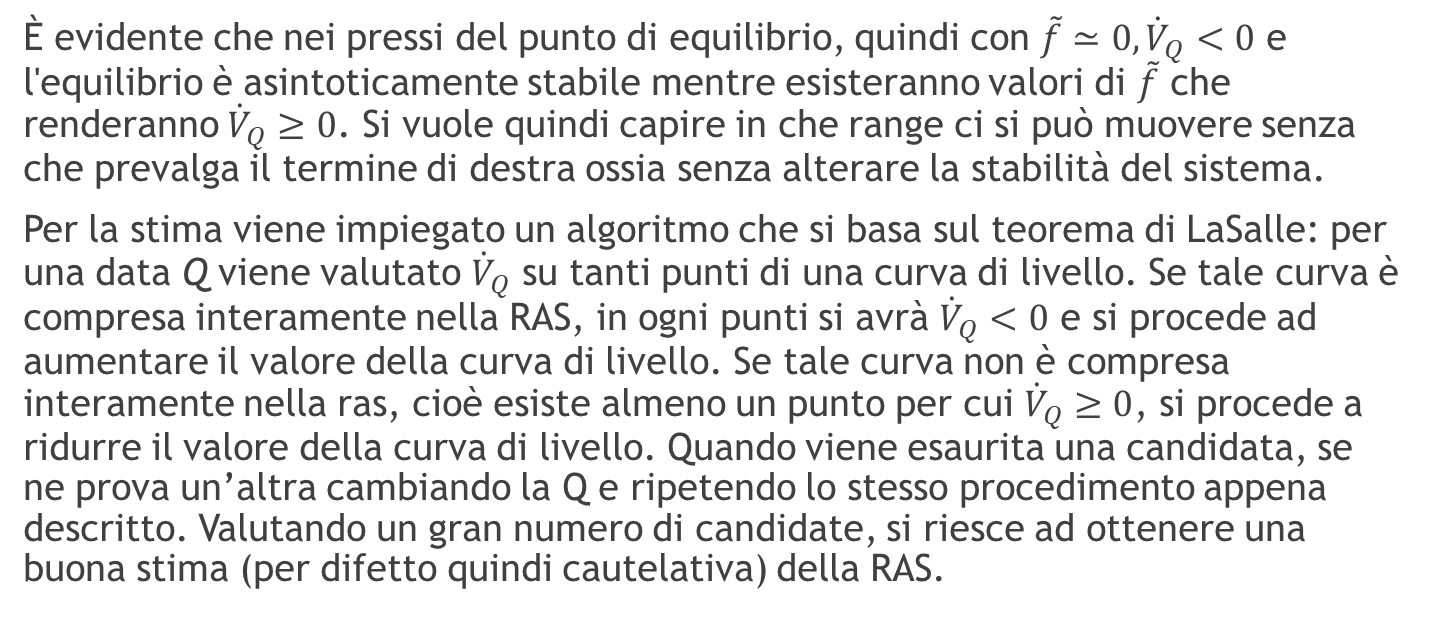 È evidente che nei pressi del punto di equilibrio, quindi con f̃ ≃ 0, V̇_Q < 0 e
l'equilibrio è asintoticamente stabile mentre esisteranno valori di f̃ che
renderanno V̇_Q ≥ 0. Si vuole quindi capire in che range ci si può muovere senza
che prevalga il termine di destra ossia senza alterare la stabilità del sistema.
Per la stima viene impiegato un algoritmo che si basa sul teorema di LaSalle: per
una data Q viene valutato V̇_Q su tanti punti di una curva di livello. Se tale curva è
compresa interamente nella RAS, in ogni punti si avrà V̇_Q < 0 e si procede ad
aumentare il valore della curva di livello. Se tale curva non è compresa
interamente nella ras, cioè esiste almeno un punto per cui V̇_Q ≥ 0, si procede a
ridurre il valore della curva di livello. Quando viene esaurita una candidata, se
ne prova un’altra cambiando la Q e ripetendo lo stesso procedimento appena
descritto. Valutando un gran numero di candidate, si riesce ad ottenere una
buona stima (per difetto quindi cautelativa) della RAS.